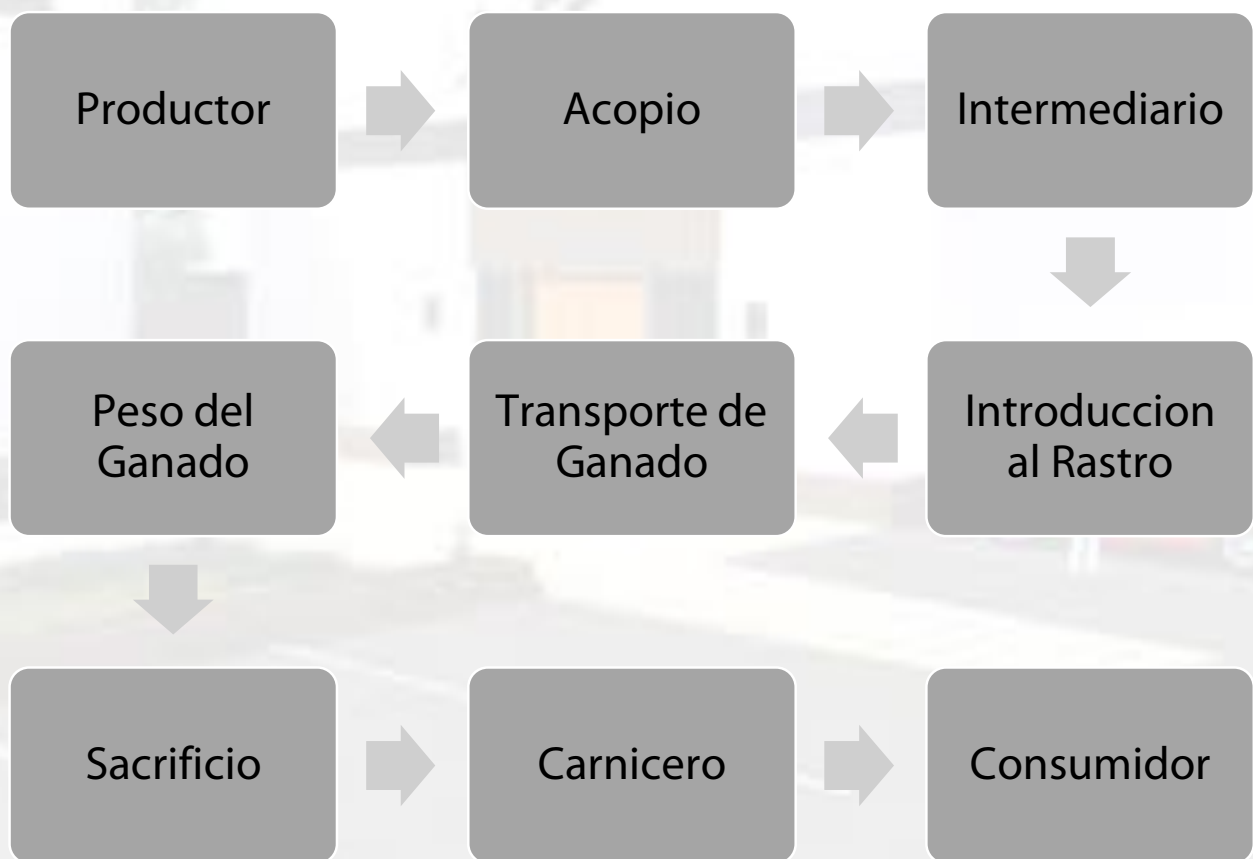 Productor
Acopio
Intermediario
Introduccion
al Rastro
Transporte de
Ganado
Peso del
Ganado
Sacrificio
Carnicero
Consumidor